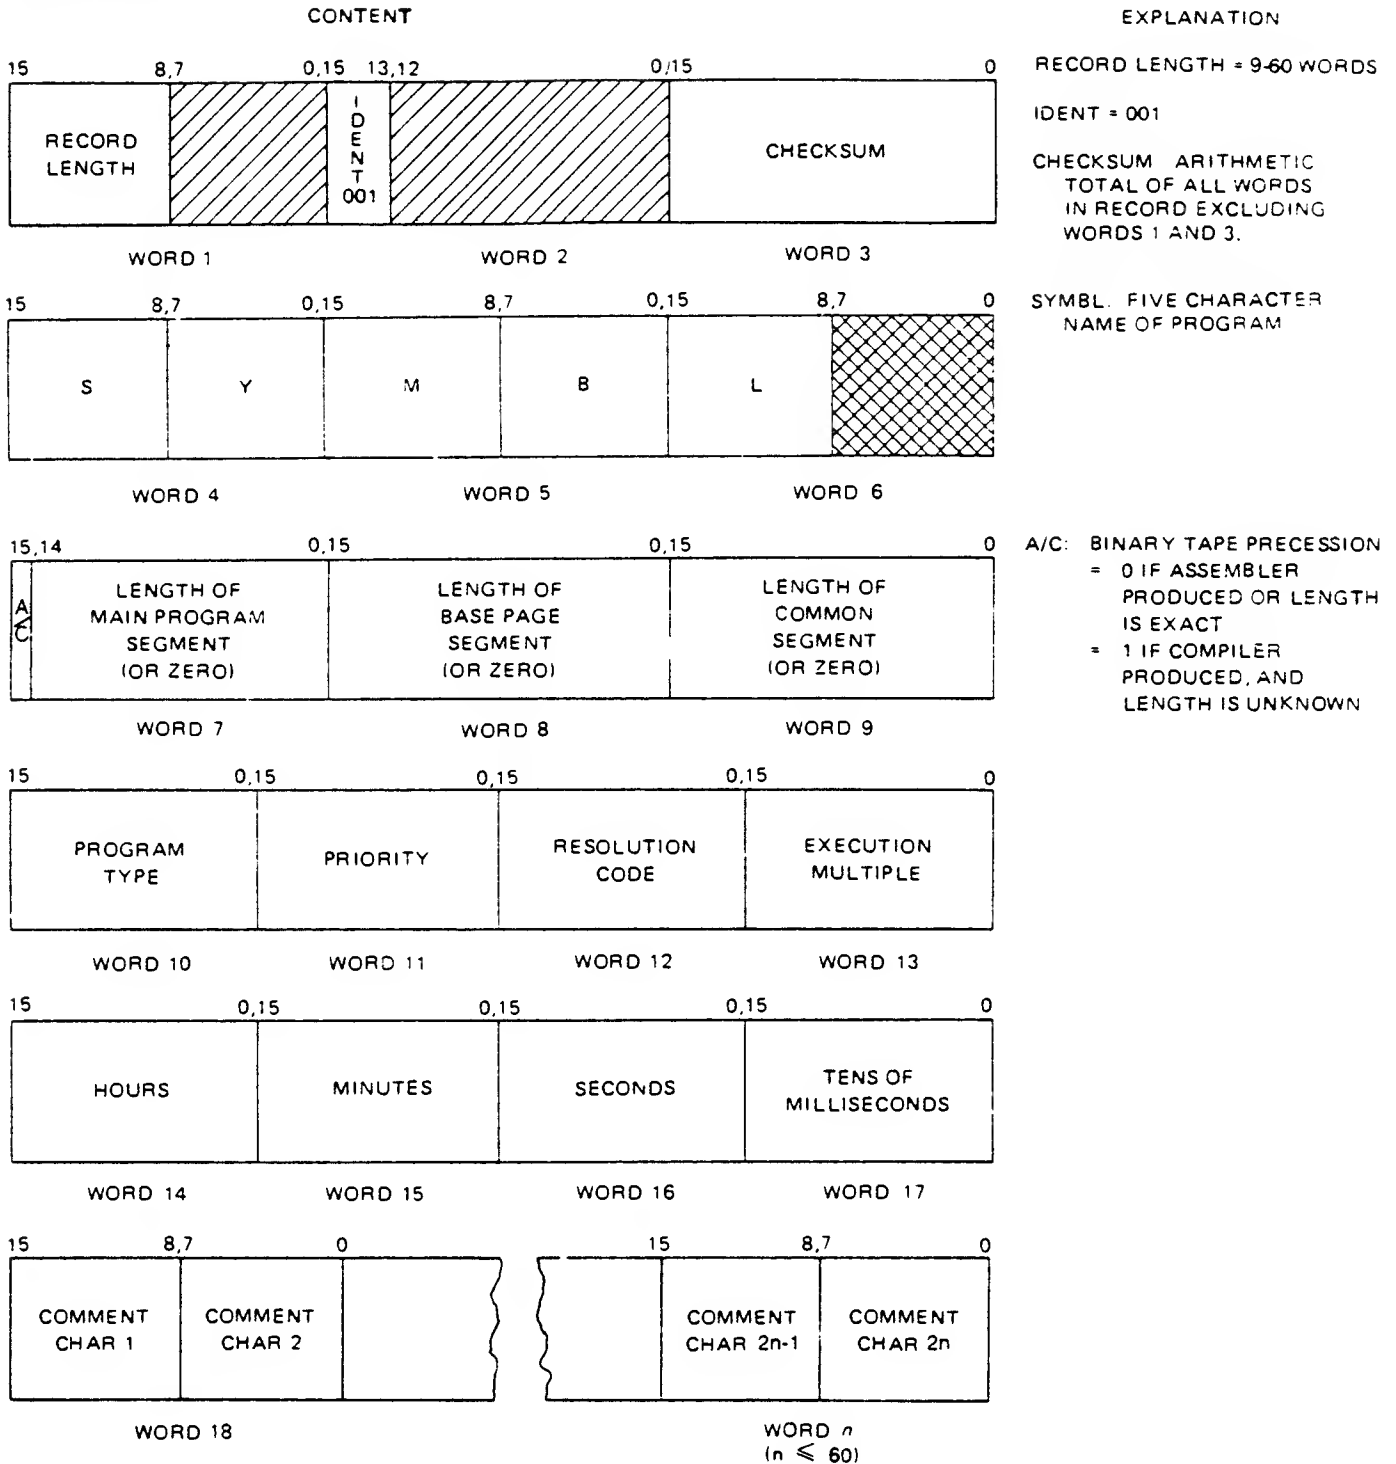 CONTENT
EXPLANATION
15 8,7 0,15 13,12 0/15 0
RECORD LENGTH
IDENT 001
CHECKSUM
WORD 1 WORD 2 WORD 3
RECORD LENGTH = 9-60 WORDS
IDENT = 001
CHECKSUM ARITHMETIC
TOTAL OF ALL WORDS
IN RECORD EXCLUDING
WORDS 1 AND 3.
15 8,7 0,15 8,7 0,15 8,7 0
S Y M B L
WORD 4 WORD 5 WORD 6
SYMBL. FIVE CHARACTER
NAME OF PROGRAM
15,14 0,15 0,15 0
A/C
LENGTH OF
MAIN PROGRAM
SEGMENT
(OR ZERO)
LENGTH OF
BASE PAGE
SEGMENT
(OR ZERO)
LENGTH OF
COMMON
SEGMENT
(OR ZERO)
WORD 7 WORD 8 WORD 9
A/C: BINARY TAPE PRECESSION
= 0 IF ASSEMBLER
PRODUCED OR LENGTH
IS EXACT
= 1 IF COMPILER
PRODUCED, AND
LENGTH IS UNKNOWN
15 0,15 0,15 0,15 0
PROGRAM
TYPE
PRIORITY
RESOLUTION
CODE
EXECUTION
MULTIPLE
WORD 10 WORD 11 WORD 12 WORD 13
15 0,15 0,15 0,15 0
HOURS
MINUTES
SECONDS
TENS OF
MILLISECONDS
WORD 14 WORD 15 WORD 16 WORD 17
15 8,7 0 15 8,7 0
COMMENT
CHAR 1
COMMENT
CHAR 2
COMMENT
CHAR 2n-1
COMMENT
CHAR 2n
WORD 18 WORD n
(n ⩽ 60)